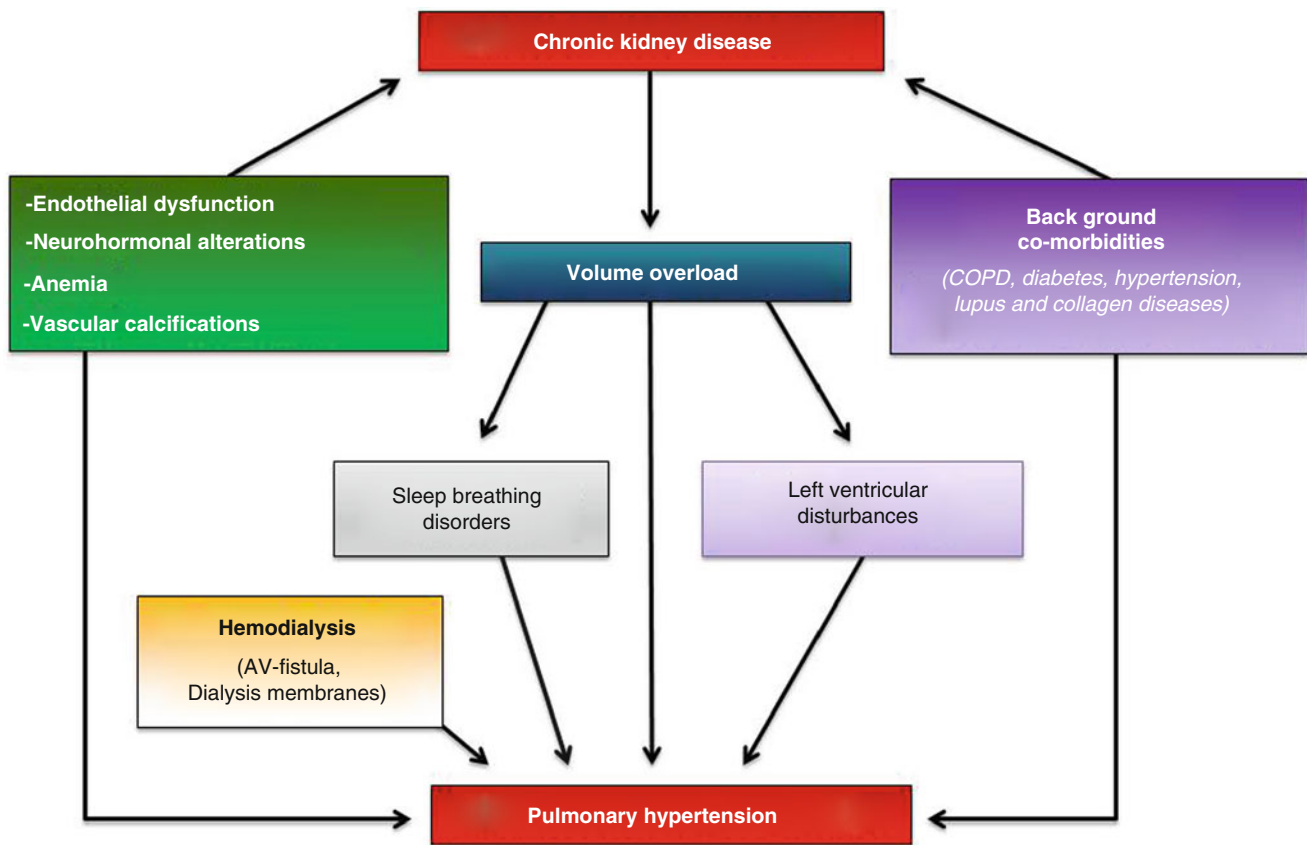 Chronic kidney disease
-Endothelial dysfunction
-Neurohormonal alterations
-Anemia
-Vascular calcifications
Volume overload
Back ground
co-morbidities
(COPD, diabetes, hypertension,
lupus and collagen diseases)
Sleep breathing
disorders
Left ventricular
disturbances
Hemodialysis
(AV-fistula,
Dialysis membranes)
Pulmonary hypertension